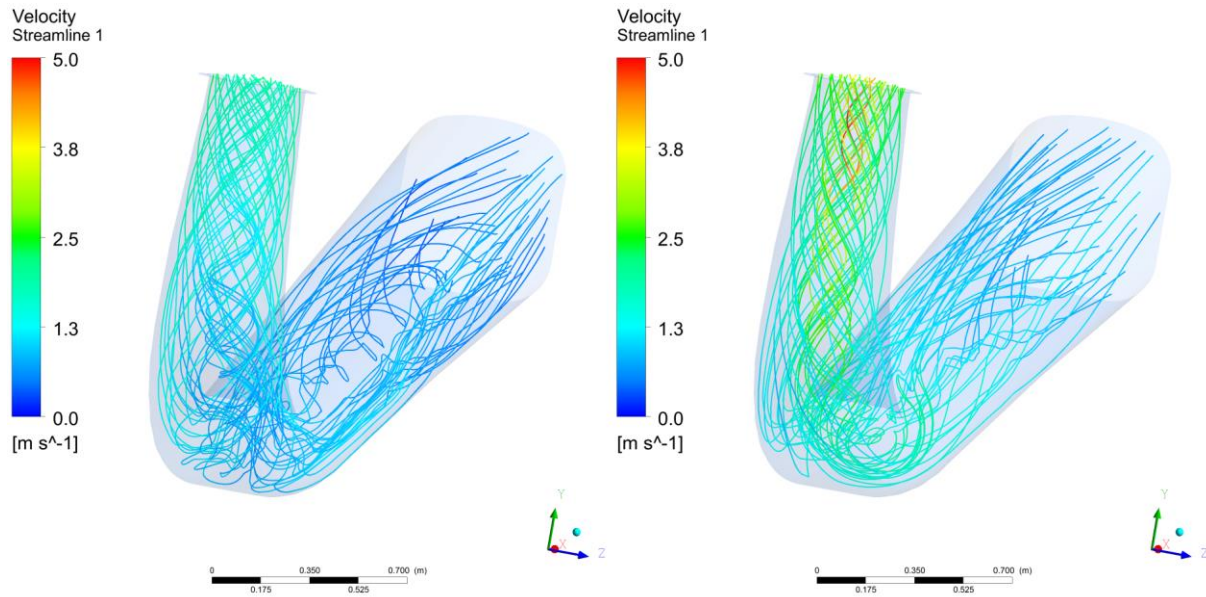 Velocity
Streamline 1
5.0
3.8
2.5
1.3
0.0
[m s^-1]
Y
X
Z
0 0.350 0.700 (m)
0.175 0.525
Velocity
Streamline 1
5.0
3.8
2.5
1.3
0.0
[m s^-1]
Y
X
Z
0 0.350 0.700 (m)
0.175 0.525